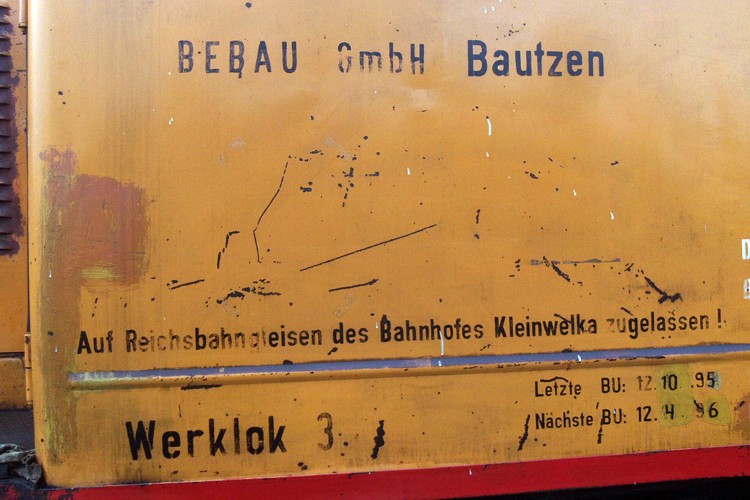 BEBAU GmbH Bautzen
Auf Reichsbahngleisen des Bahnhofes Kleinwelka zugelassen!
Letzte BU: 12.10.95
Nächste BU: 12.4.96
Werklok 3